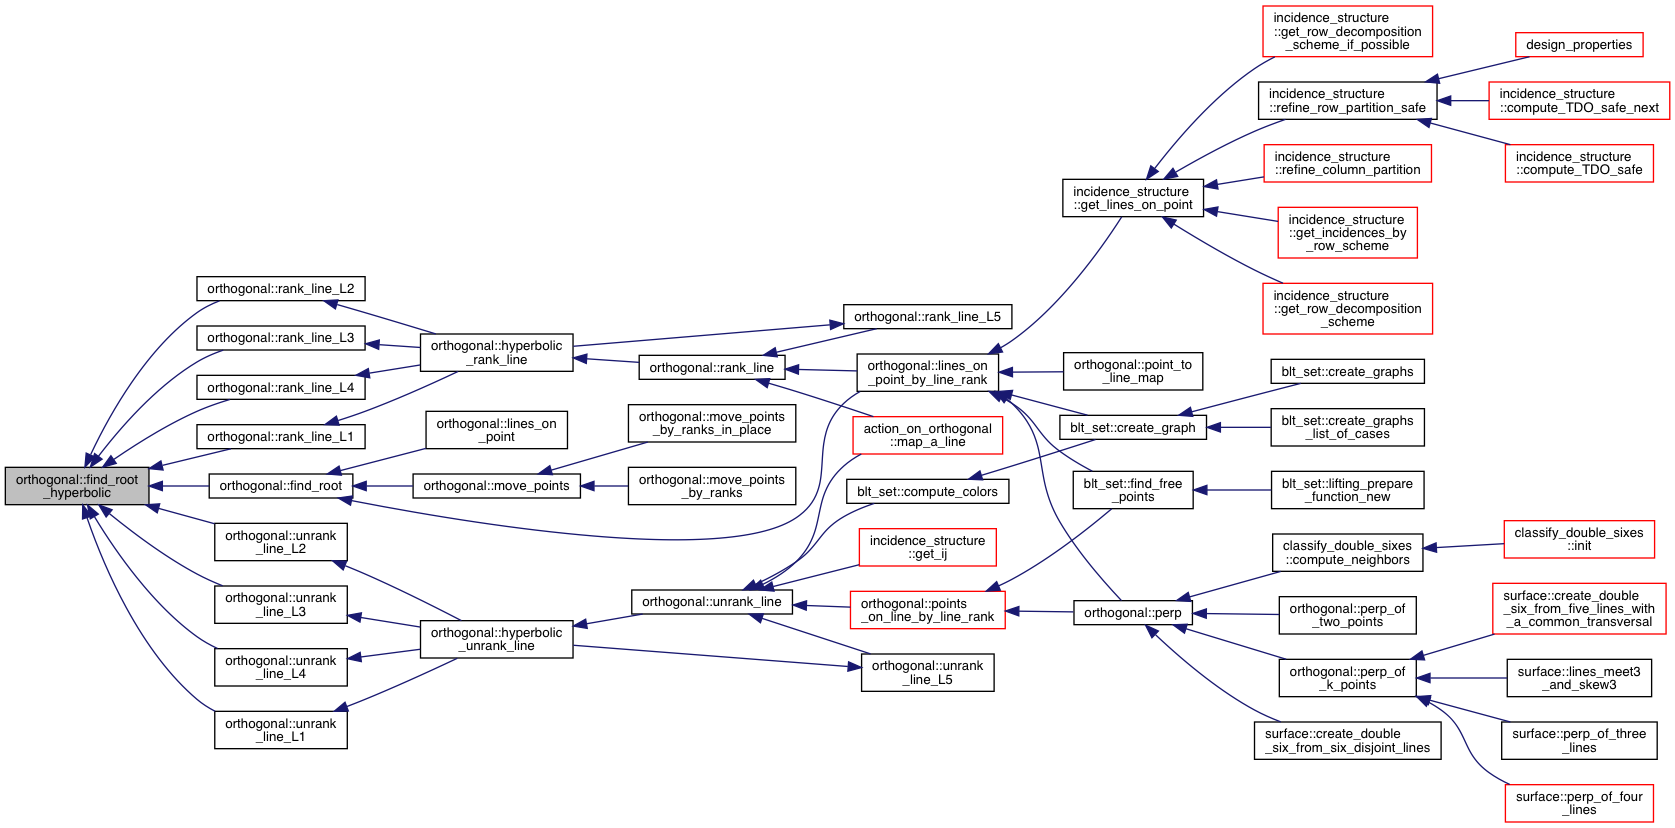 orthogonal::find_root
_hyperbolic
orthogonal::rank_line_L2
orthogonal::rank_line_L3
orthogonal::rank_line_L4
orthogonal::rank_line_L1
orthogonal::find_root
orthogonal::unrank
_line_L2
orthogonal::unrank
_line_L3
orthogonal::unrank
_line_L4
orthogonal::unrank
_line_L1
orthogonal::hyperbolic
_rank_line
orthogonal::lines_on
_point
orthogonal::move_points
orthogonal::hyperbolic
_unrank_line
orthogonal::rank_line
orthogonal::move_points
_by_ranks_in_place
orthogonal::move_points
_by_ranks
orthogonal::unrank_line
orthogonal::rank_line_L5
orthogonal::lines_on
_point_by_line_rank
action_on_orthogonal
::map_a_line
blt_set::compute_colors
incidence_structure
::get_ij
orthogonal::points
_on_line_by_line_rank
orthogonal::unrank
_line_L5
incidence_structure
::get_lines_on_point
orthogonal::point_to
_line_map
blt_set::create_graph
blt_set::find_free
_points
orthogonal::perp
incidence_structure
::get_row_decomposition
_scheme_if_possible
incidence_structure
::refine_row_partition_safe
incidence_structure
::refine_column_partition
incidence_structure
::get_incidences_by
_row_scheme
incidence_structure
::get_row_decomposition
_scheme
blt_set::create_graphs
blt_set::create_graphs
_list_of_cases
blt_set::lifting_prepare
_function_new
classify_double_sixes
::compute_neighbors
orthogonal::perp_of
_two_points
orthogonal::perp_of
_k_points
surface::create_double
_six_from_six_disjoint_lines
design_properties
incidence_structure
::compute_TDO_safe_next
incidence_structure
::compute_TDO_safe
classify_double_sixes
::init
surface::create_double
_six_from_five_lines_with
_a_common_transversal
surface::lines_meet3
_and_skew3
surface::perp_of_three
_lines
surface::perp_of_four
_lines